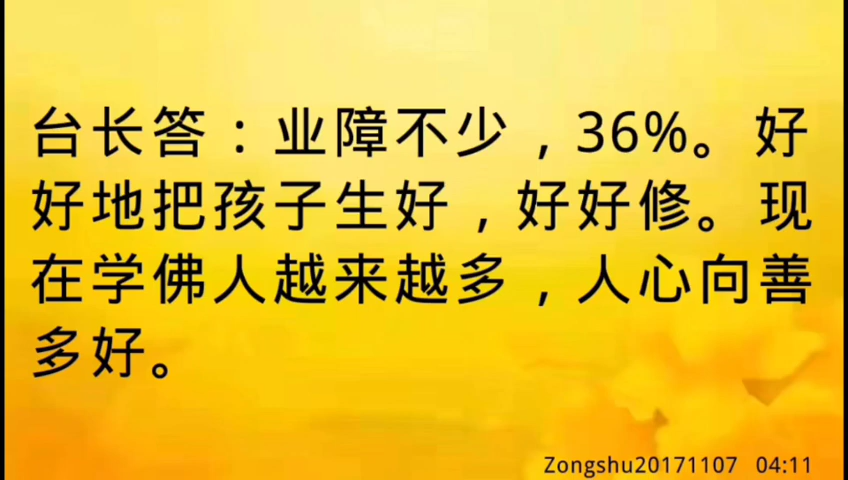 台长答：业障不少，36%。好
好地把孩子生好，好好修。现
在学佛人越来越多，人心向善
多好。
Zongshu20171107 04:11